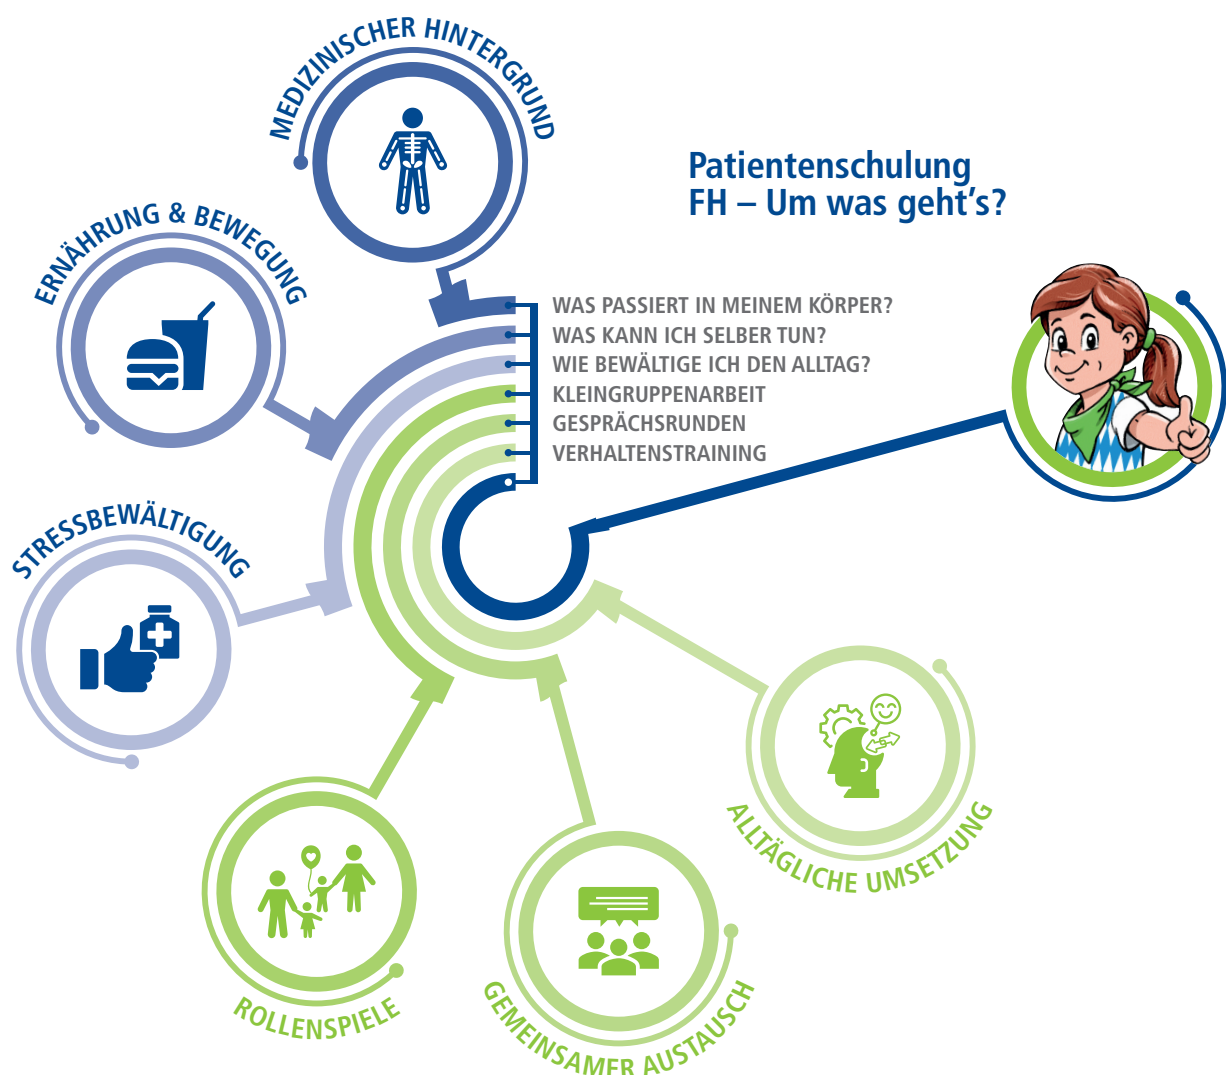 MEDIZINISCHER HINTERGRUND
Patientenschulung
FH – Um was geht's?
ERNÄHRUNG & BEWEGUNG
WAS PASSIERT IN MEINEM KÖRPER?
WAS KANN ICH SELBER TUN?
WIE BEWÄLTIGE ICH DEN ALLTAG?
KLEINGRUPPENARBEIT
GESPRÄCHSRUNDEN
VERHALTENSTRAINING
STRESSBEWÄLTIGUNG
ALLTÄGLICHE UMSETZUNG
ROLLENSPIELE
GEMEINSAMER AUSTAUSCH